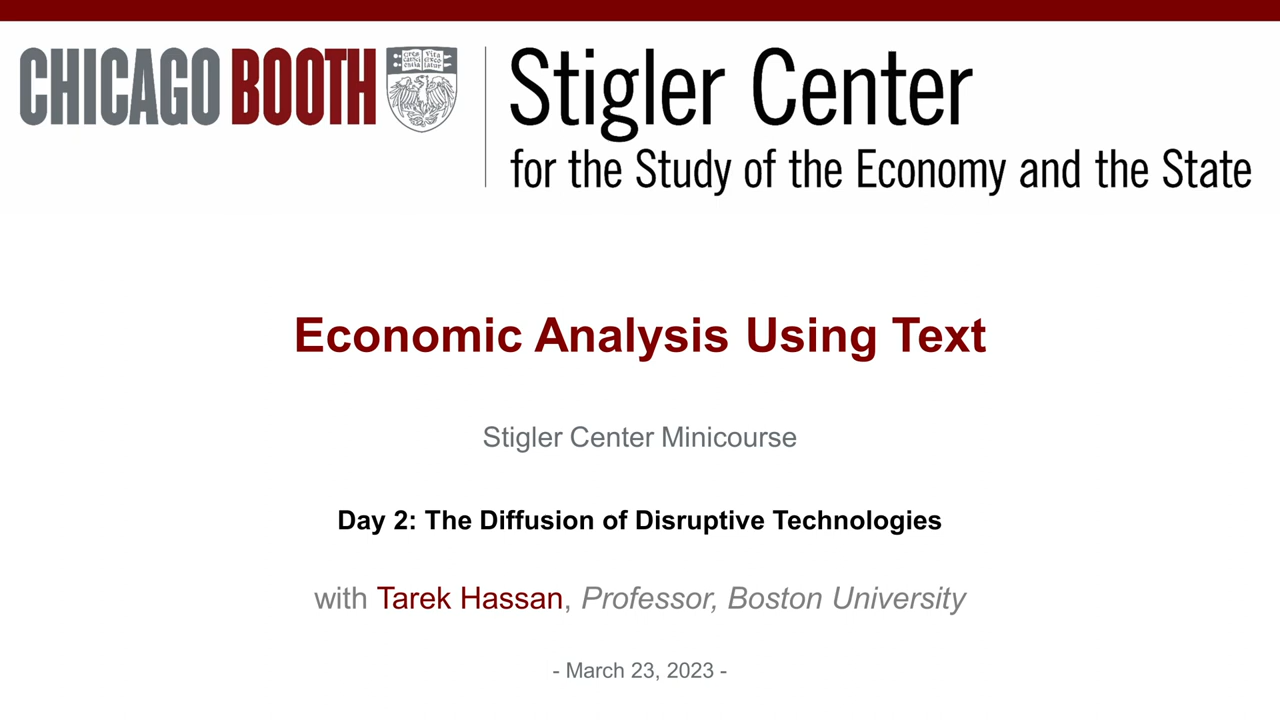 CHICAGO BOOTH
Stigler Center
for the Study of the Economy and the State
Economic Analysis Using Text
Stigler Center Minicourse
Day 2: The Diffusion of Disruptive Technologies
with Tarek Hassan, Professor, Boston University
- March 23, 2023 -